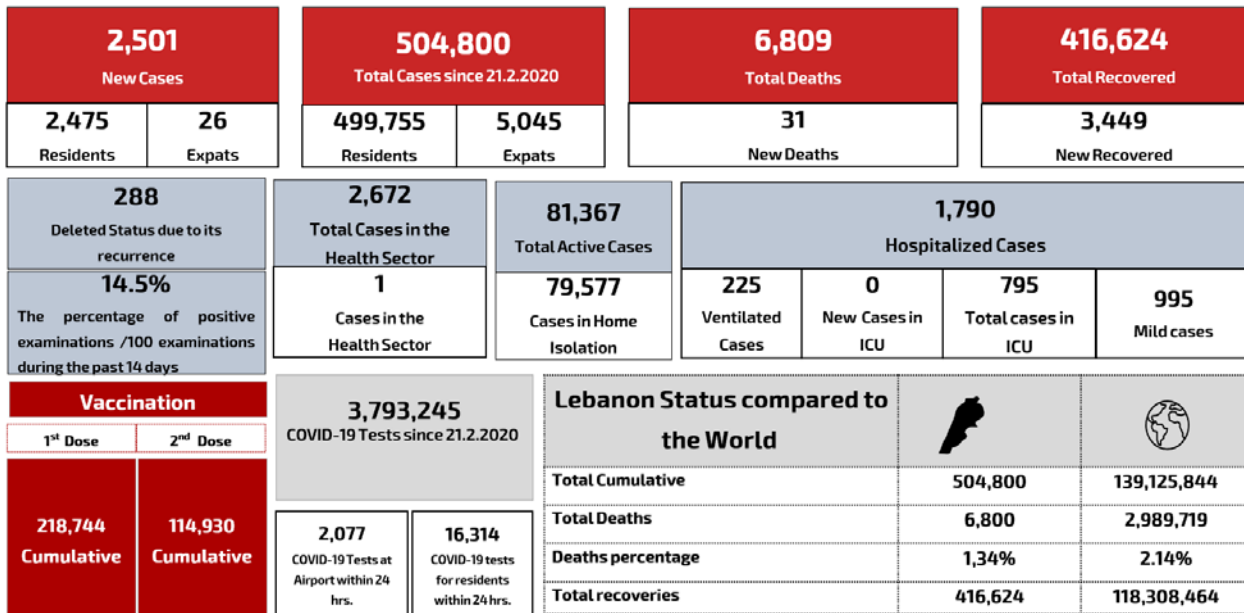 2,501
New Cases
2,475
Residents
26
Expats
504,800
Total Cases since 21.2.2020
499,755
Residents
5,045
Expats
6,809
Total Deaths
31
New Deaths
416,624
Total Recovered
3,449
New Recovered
288
Deleted Status due to its
recurrence
14.5%
The percentage of positive
examinations /100 examinations
during the past 14 days
2,672
Total Cases in the
Health Sector
1
Cases in the
Health Sector
81,367
Total Active Cases
79,577
Cases in Home
Isolation
1,790
Hospitalized Cases
225
Ventilated
Cases
0
New Cases in
ICU
795
Total cases in
ICU
995
Mild cases
Vaccination
1st Dose
2nd Dose
218,744
Cumulative
114,930
Cumulative
3,793,245
COVID-19 Tests since 21.2.2020
2,077
COVID-19 Tests at
Airport within 24
hrs.
16,314
COVID-19 tests
for residents
within 24 hrs.
Lebanon Status compared to
the World
Total Cumulative 504,800 139,125,844
Total Deaths 6,800 2,989,719
Deaths percentage 1,34% 2.14%
Total recoveries 416,624 118,308,464